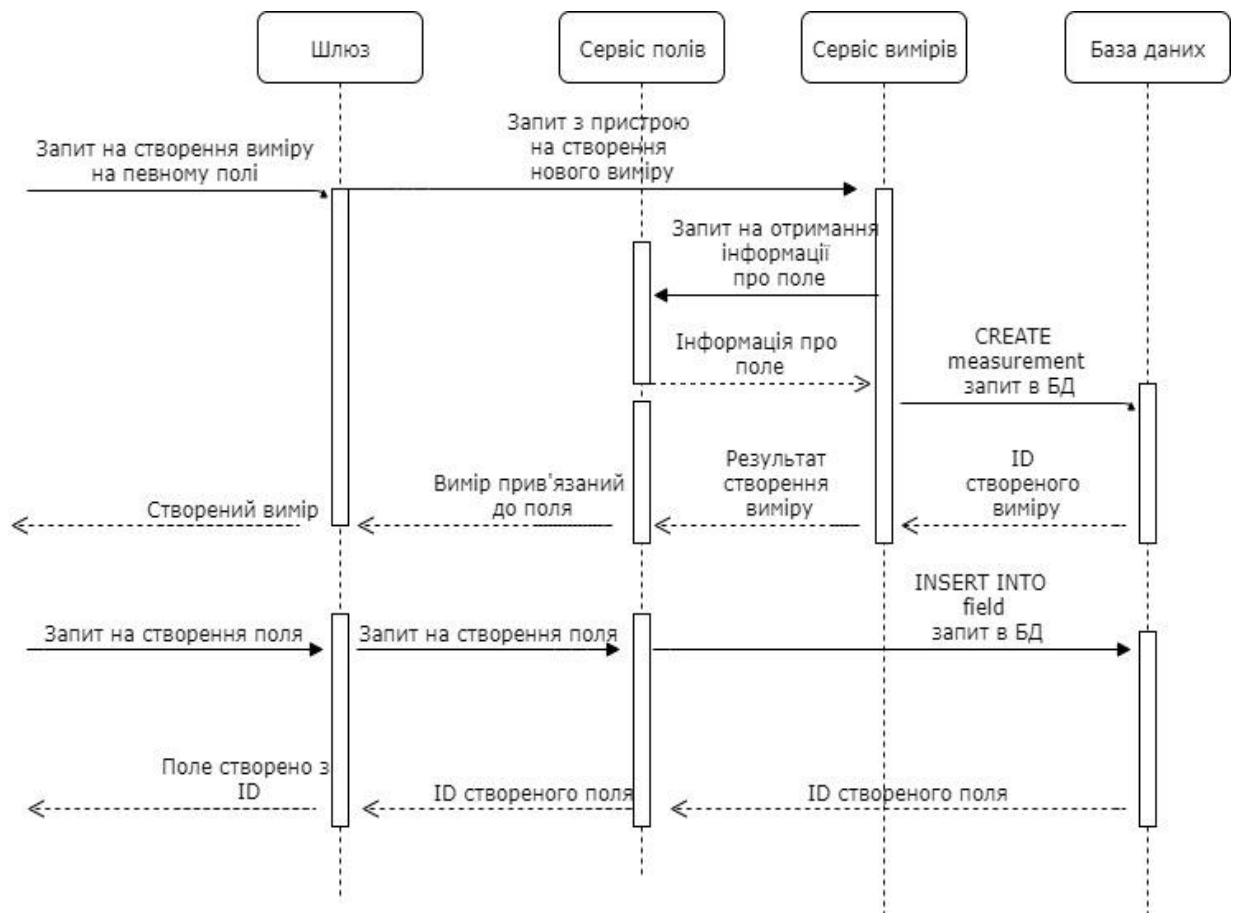 Шлюз
Сервіс полів
Сервіс вимірів
База даних
Запит на створення виміру
на певному полі
Запит з пристрою
на створення
нового виміру
Запит на отримання
інформації
про поле
Інформація про
поле
CREATE
measurement
запит в БД
Створений вимір
Вимір прив'язаний
до поля
Результат
створення
виміру
ID
створеного
виміру
INSERT INTO
field
запит в БД
Запит на створення поля
Запит на створення поля
Поле створено з
ID
ID створеного поля
ID створеного поля